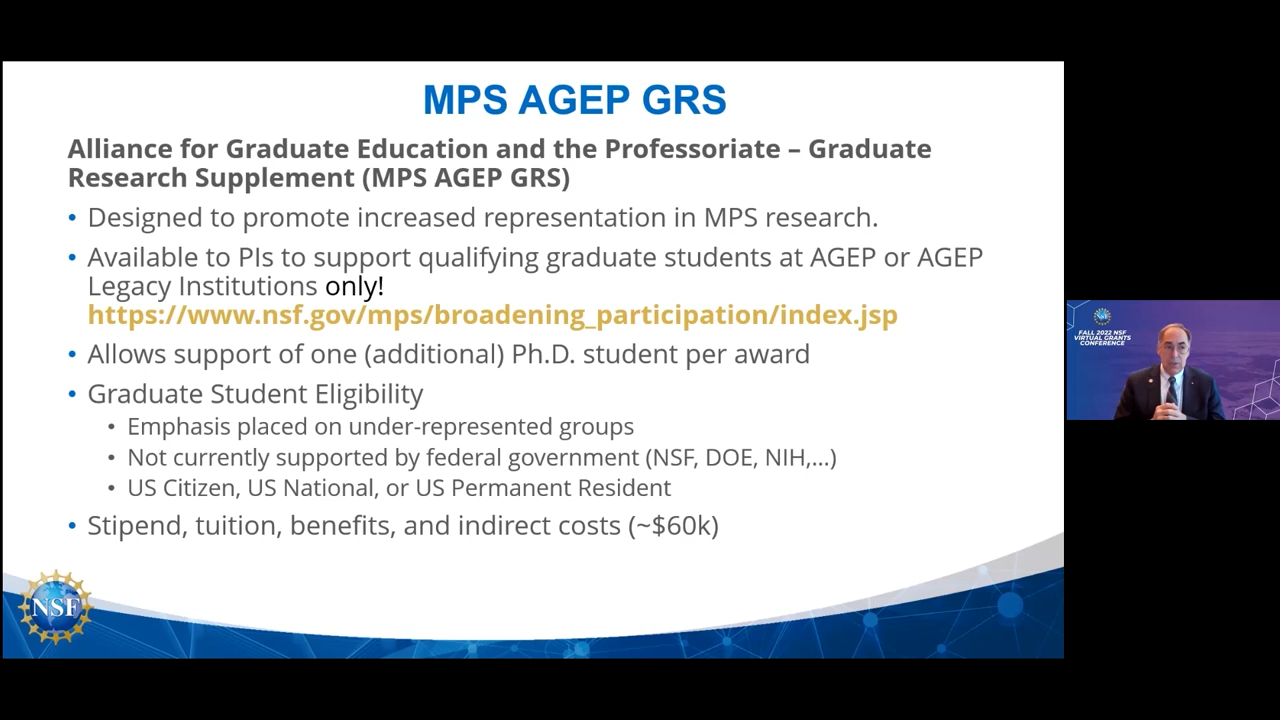 MPS AGEP GRS
Alliance for Graduate Education and the Professoriate – Graduate
Research Supplement (MPS AGEP GRS)
• Designed to promote increased representation in MPS research.
• Available to PIs to support qualifying graduate students at AGEP or AGEP
Legacy Institutions only!
https://www.nsf.gov/mps/broadening_participation/index.jsp
• Allows support of one (additional) Ph.D. student per award
• Graduate Student Eligibility
• Emphasis placed on under-represented groups
• Not currently supported by federal government (NSF, DOE, NIH,...)
• US Citizen, US National, or US Permanent Resident
• Stipend, tuition, benefits, and indirect costs (~$60k)
NSF
FALL 2022 NSF
VIRTUAL GRANTS
CONFERENCE